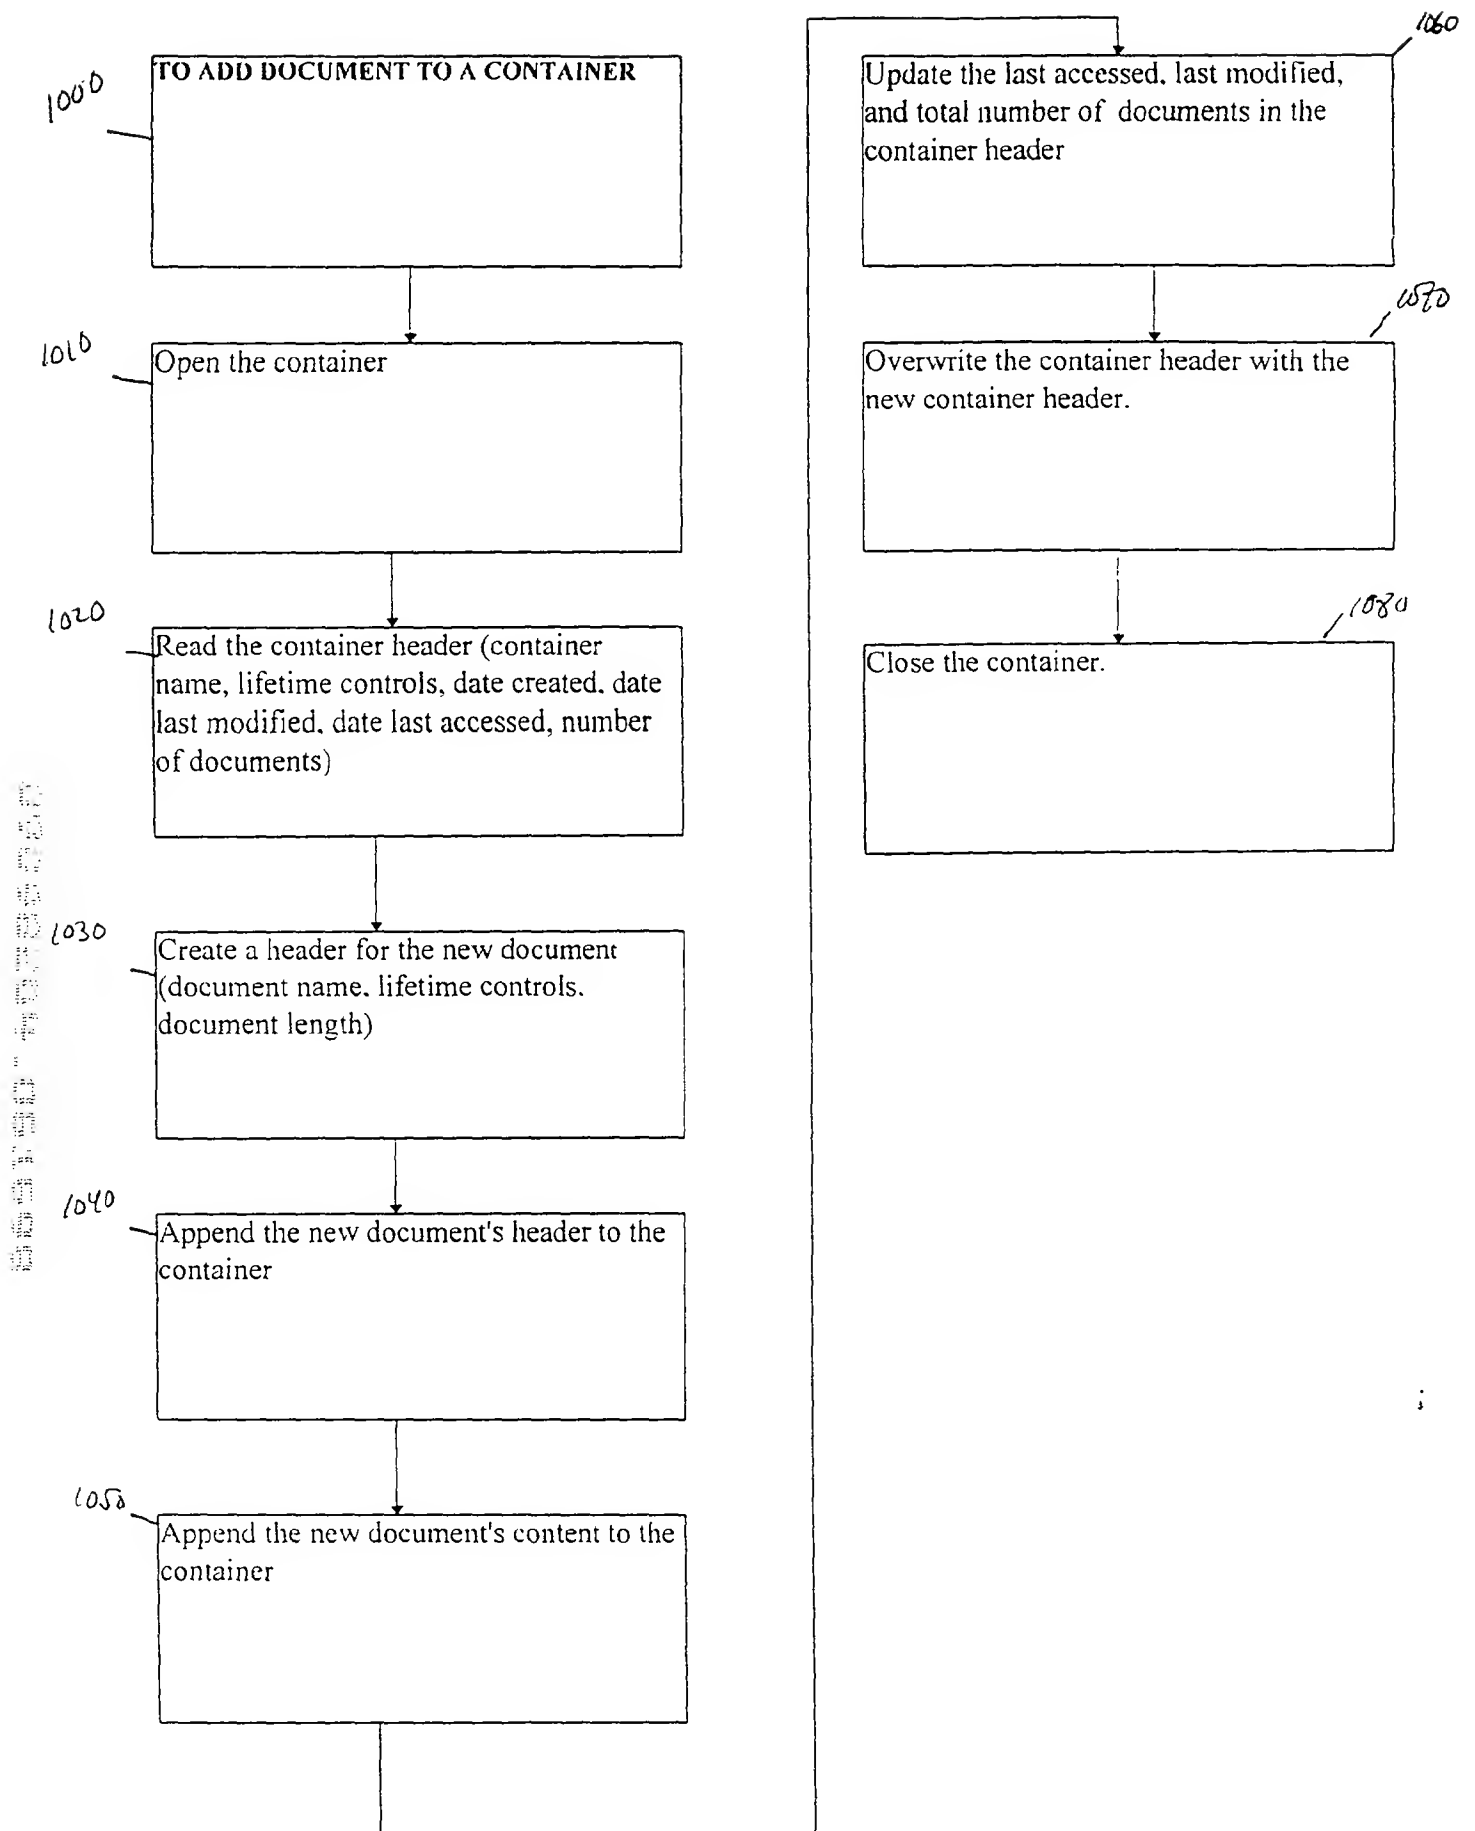 1000
TO ADD DOCUMENT TO A CONTAINER
1010
Open the container
1020
Read the container header (container
name, lifetime controls, date created, date
last modified, date last accessed, number
of documents)
1030
Create a header for the new document
(document name, lifetime controls,
document length)
1040
Append the new document's header to the
container
1050
Append the new document's content to the
container
1060
Update the last accessed, last modified,
and total number of documents in the
container header
1070
Overwrite the container header with the
new container header.
1080
Close the container.